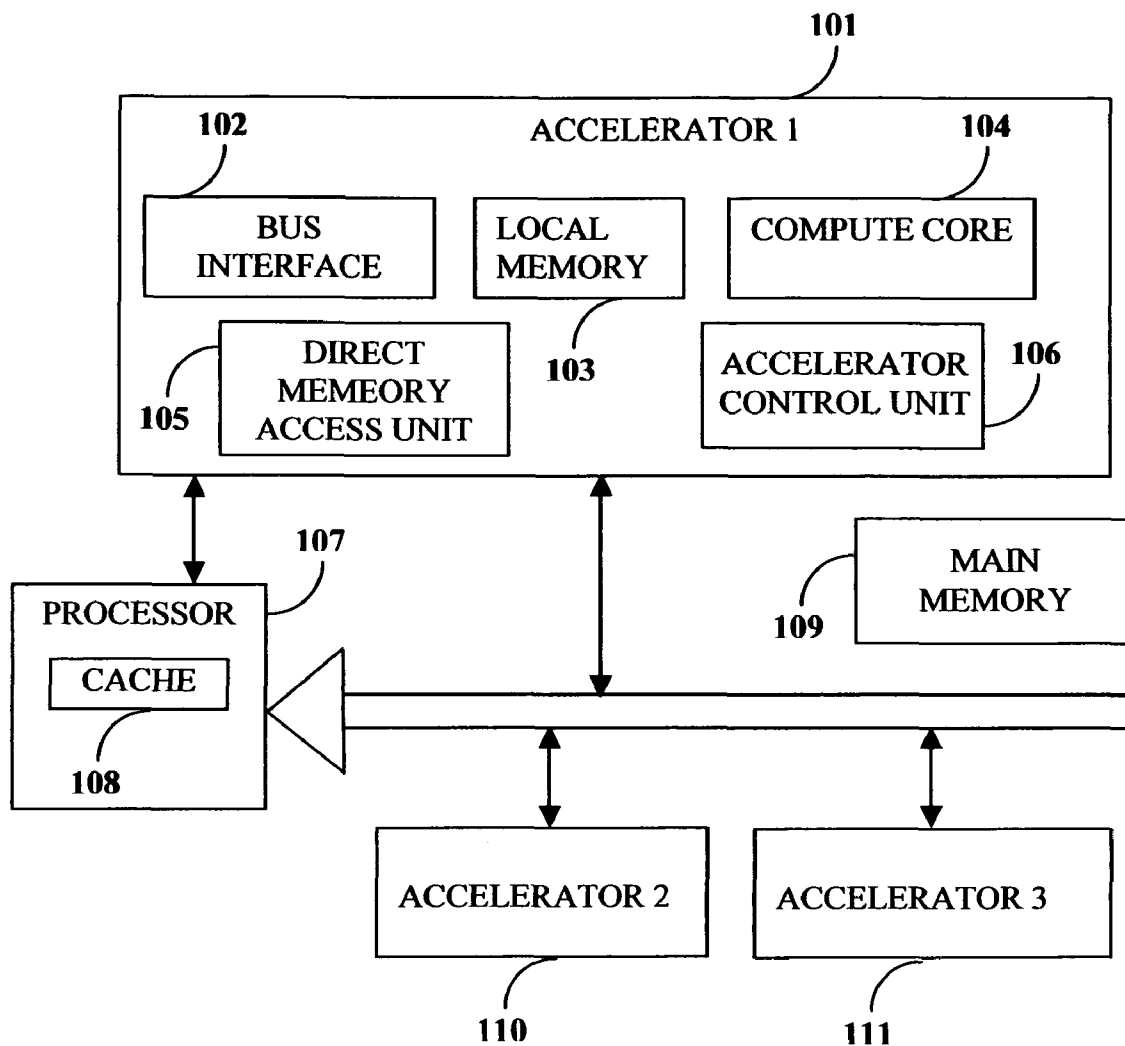 101
ACCELERATOR 1
102
104
BUS
INTERFACE
LOCAL
MEMORY
COMPUTE CORE
103
105
DIRECT
MEMEORY
ACCESS UNIT
ACCELERATOR
CONTROL UNIT
106
107
PROCESSOR
CACHE
108
MAIN
MEMORY
109
ACCELERATOR 2
ACCELERATOR 3
110
111